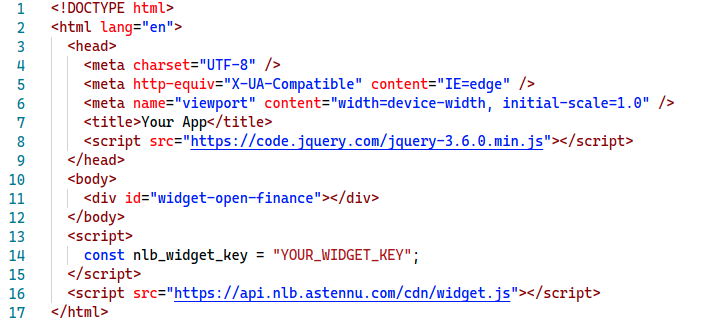 1 <!DOCTYPE html>
2 <html lang="en">
3   <head>
4     <meta charset="UTF-8" />
5     <meta http-equiv="X-UA-Compatible" content="IE=edge" />
6     <meta name="viewport" content="width=device-width, initial-scale=1.0" />
7     <title>Your App</title>
8     <script src="https://code.jquery.com/jquery-3.6.0.min.js"></script>
9   </head>
10   <body>
11     <div id="widget-open-finance"></div>
12   </body>
13   <script>
14     const nlb_widget_key = "YOUR_WIDGET_KEY";
15   </script>
16   <script src="https://api.nlb.astennu.com/cdn/widget.js"></script>
17 </html>